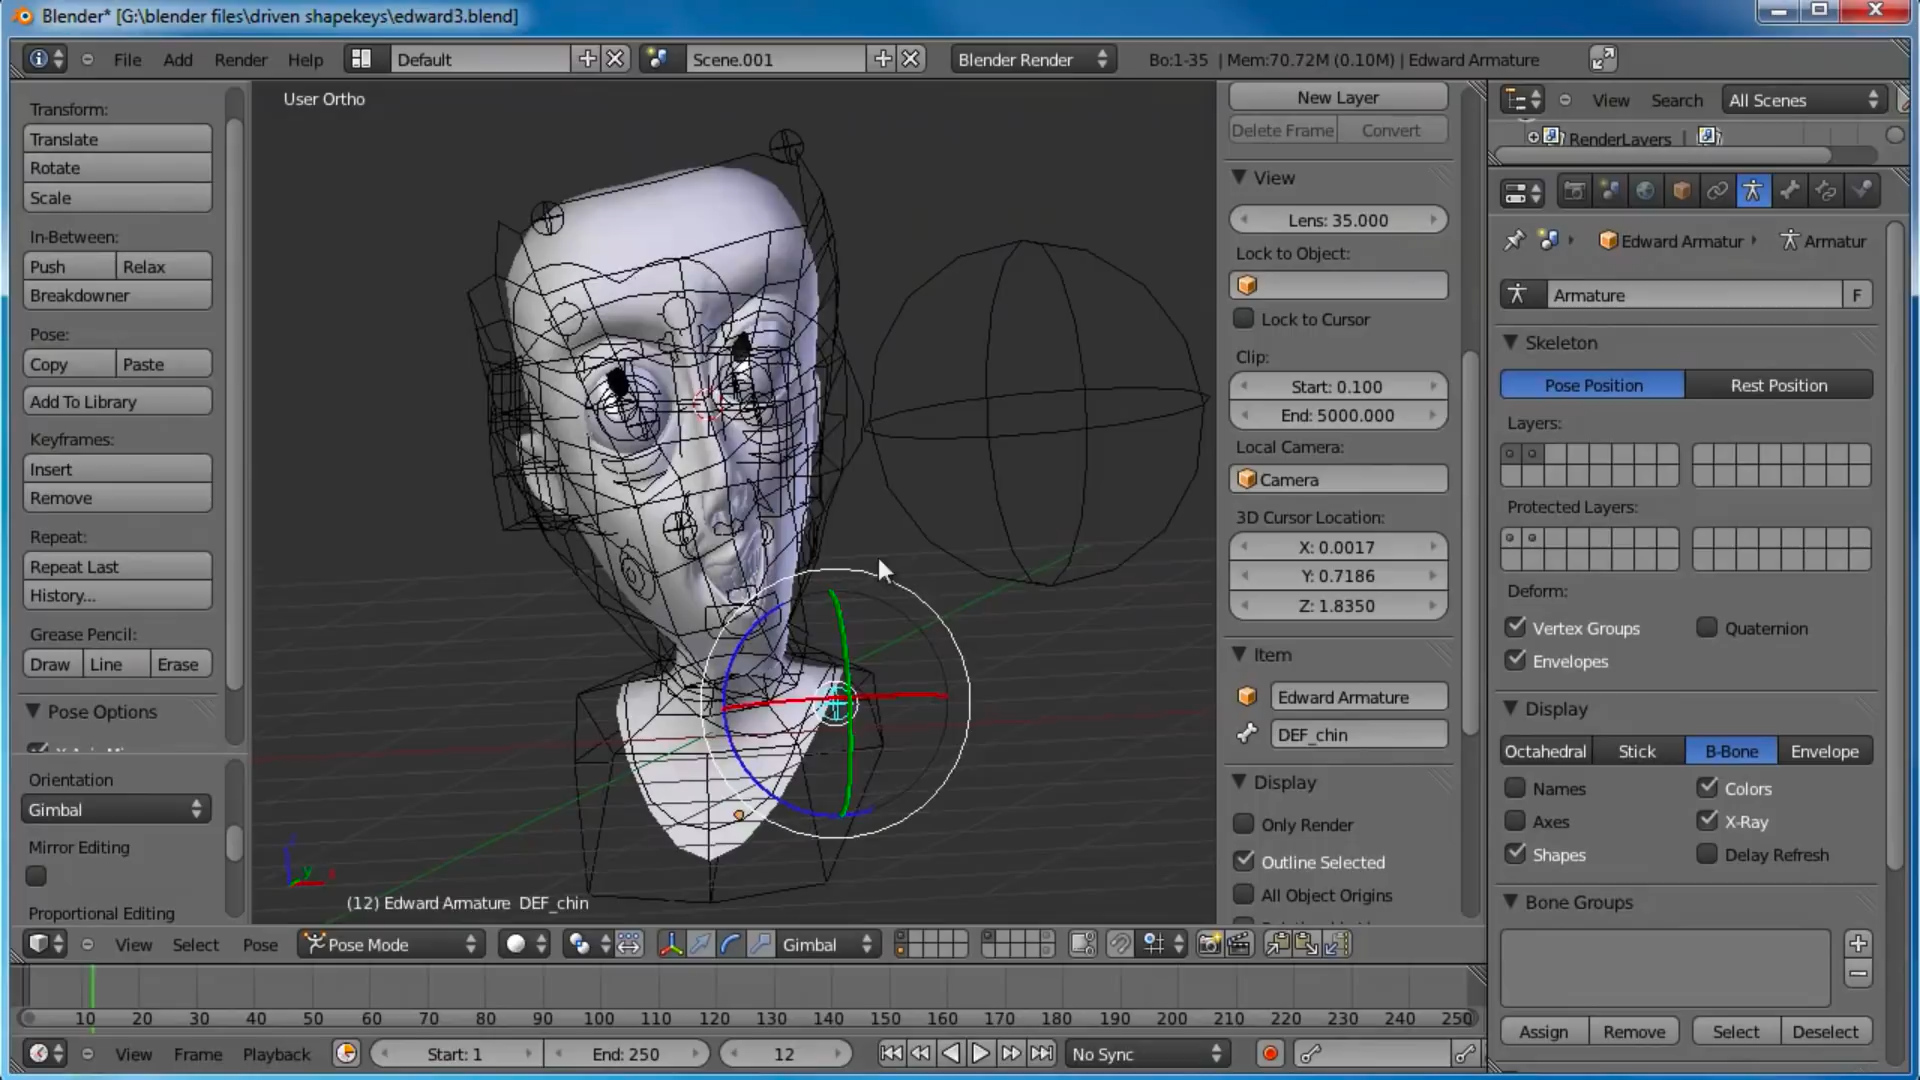 Blender* [G:\blender files\driven shapekeys\edward3.blend]
File Add Render Help Default Scene.001 Blender Render Bo:1-35 | Mem:70.72M (0.10M) | Edward Armature
Transform:
Translate
Rotate
Scale
In-Between:
Push Relax
Breakdowner
Pose:
Copy Paste
Add To Library
Keyframes:
Insert
Remove
Repeat:
Repeat Last
History...
Grease Pencil:
Draw Line Erase
Pose Options
Orientation
Gimbal
Mirror Editing
Proportional Editing
User Ortho
y
x
(12) Edward Armature DEF_chin
New Layer
Delete Frame Convert
View
Lens: 35.000
Lock to Object:
Lock to Cursor
Clip:
Start: 0.100
End: 5000.000
Local Camera:
Camera
3D Cursor Location:
X: 0.0017
Y: 0.7186
Z: 1.8350
Item
Edward Armature
DEF_chin
Display
Only Render
Outline Selected
All Object Origins
View Search All Scenes
RenderLayers |
Edward Armatur Armatur
Armature F
Skeleton
Pose Position Rest Position
Layers:
Protected Layers:
Deform:
Vertex Groups Quaternion
Envelopes
Display
Octahedral Stick B-Bone Envelope
Names Colors
Axes X-Ray
Shapes Delay Refresh
Bone Groups
Assign Remove Select Deselect
View Select Pose Pose Mode Gimbal
10 20 30 40 50 60 70 80 90 100 110 120 130 140 150 160 170 180 190 200 210 220 230 240 250
View Frame Playback Start: 1 End: 250 12 No Sync